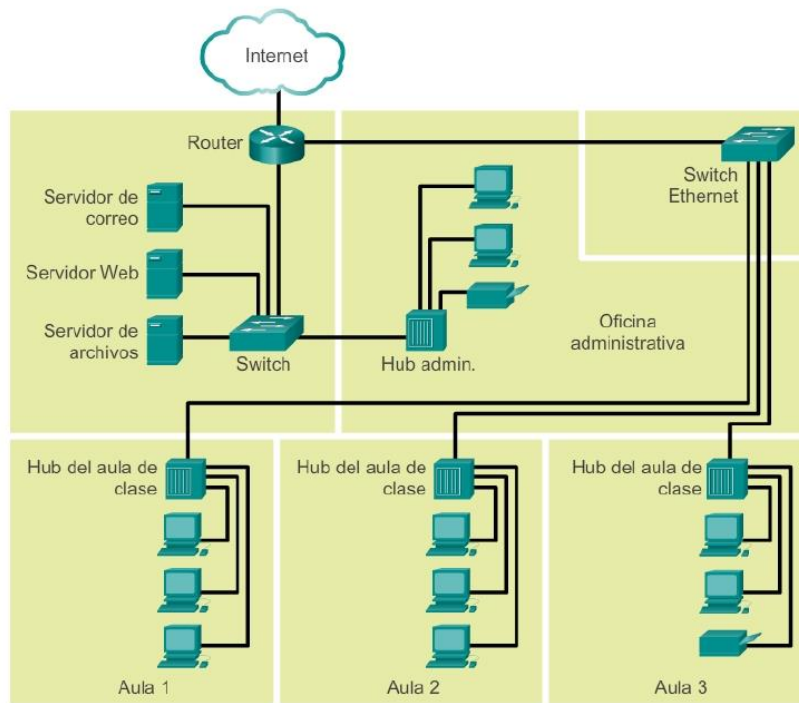 Internet
Router
Servidor de
correo
Servidor Web
Servidor de
archivos
Switch
Hub admin.
Switch
Ethernet
Oficina
administrativa
Hub del aula de
clase
Hub del aula de
clase
Hub del aula de
clase
Aula 1
Aula 2
Aula 3